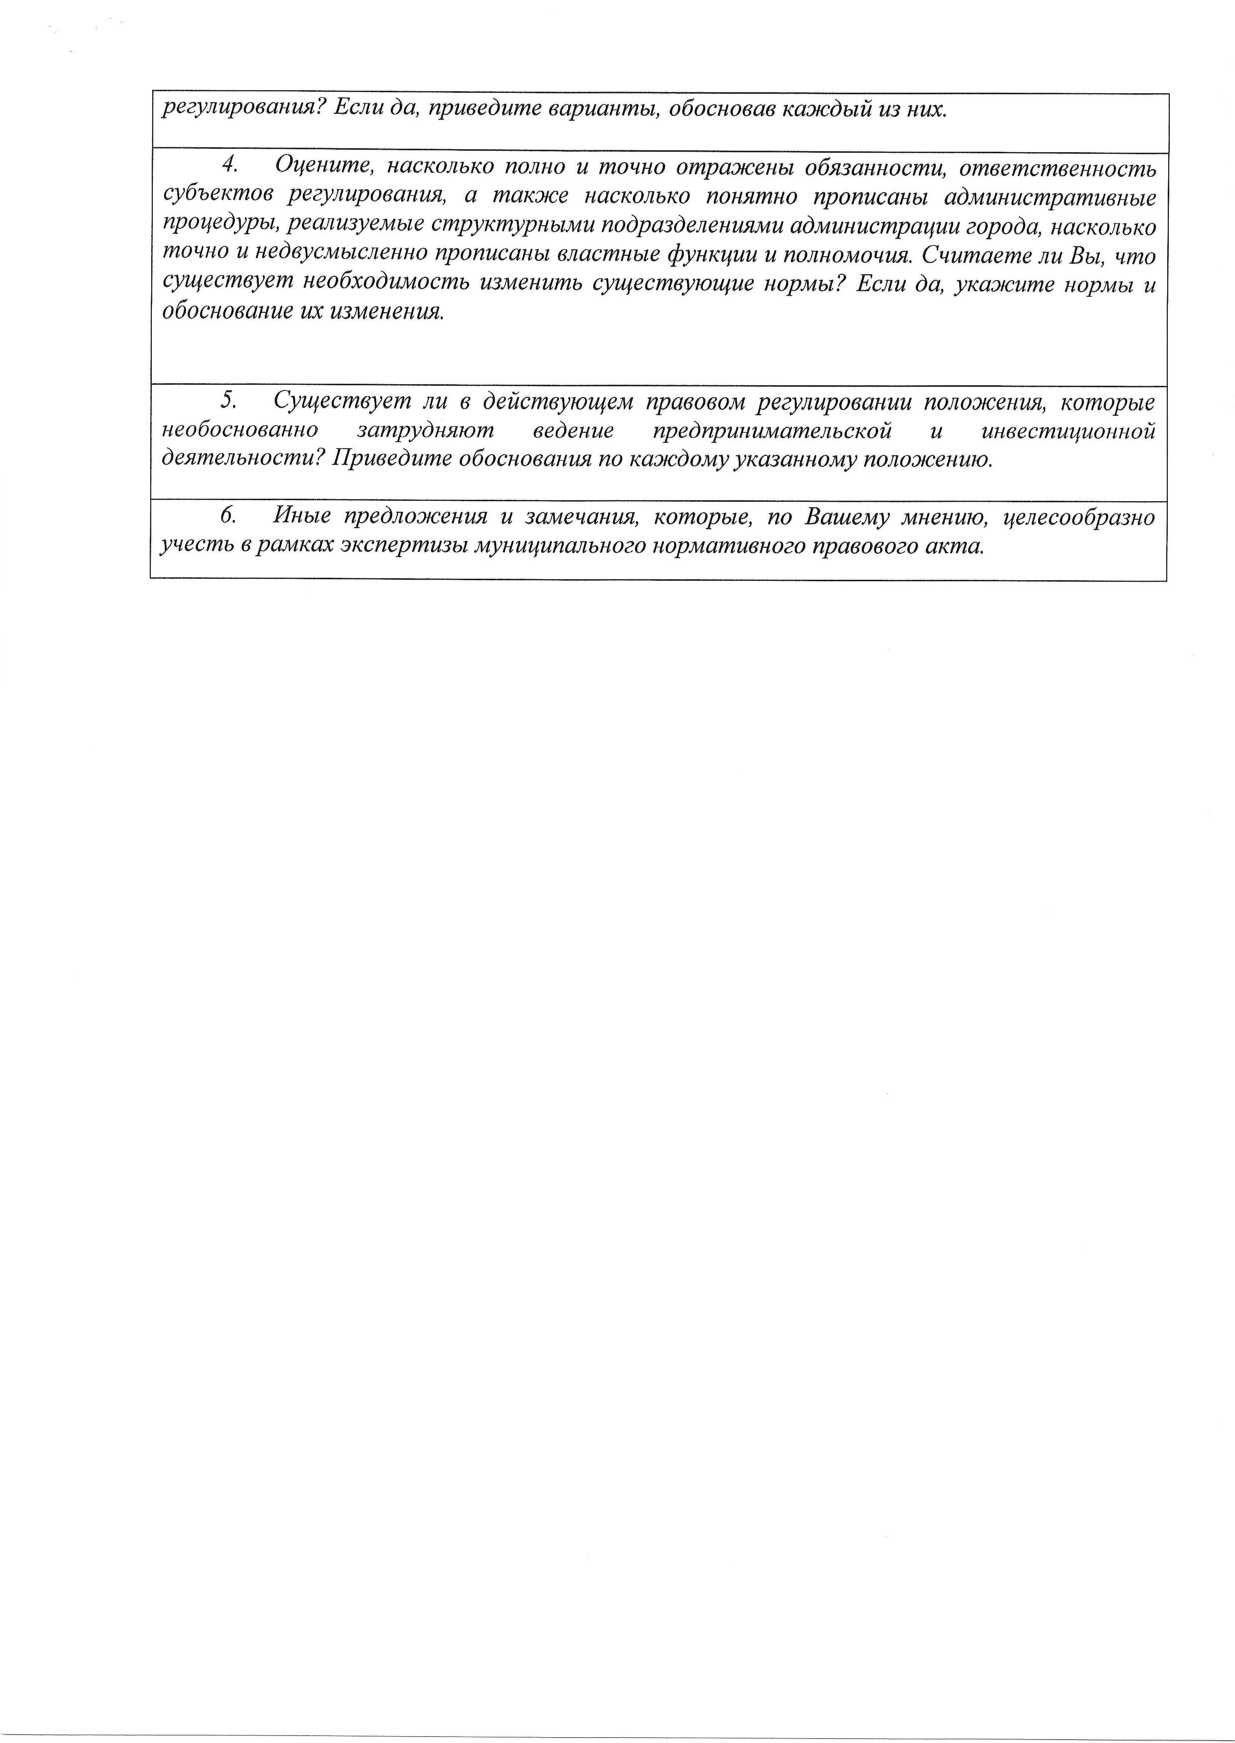 регулирования? Если да, приведите варианты, обосновав каждый из них.
4. Оцените, насколько полно и точно отражены обязанности, ответственность
субъектов регулирования, а также насколько понятно прописаны административные
процедуры, реализуемые структурными подразделениями администрации города, насколько
точно и недвусмысленно прописаны властные функции и полномочия. Считаете ли Вы, что
существует необходимость изменить существующие нормы? Если да, укажите нормы и
обоснование их изменения.
5. Существует ли в действующем правовом регулировании положения, которые
необоснованно затрудняют ведение предпринимательской и инвестиционной
деятельности? Приведите обоснования по каждому указанному положению.
6. Иные предложения и замечания, которые, по Вашему мнению, целесообразно
учесть в рамках экспертизы муниципального нормативного правового акта.